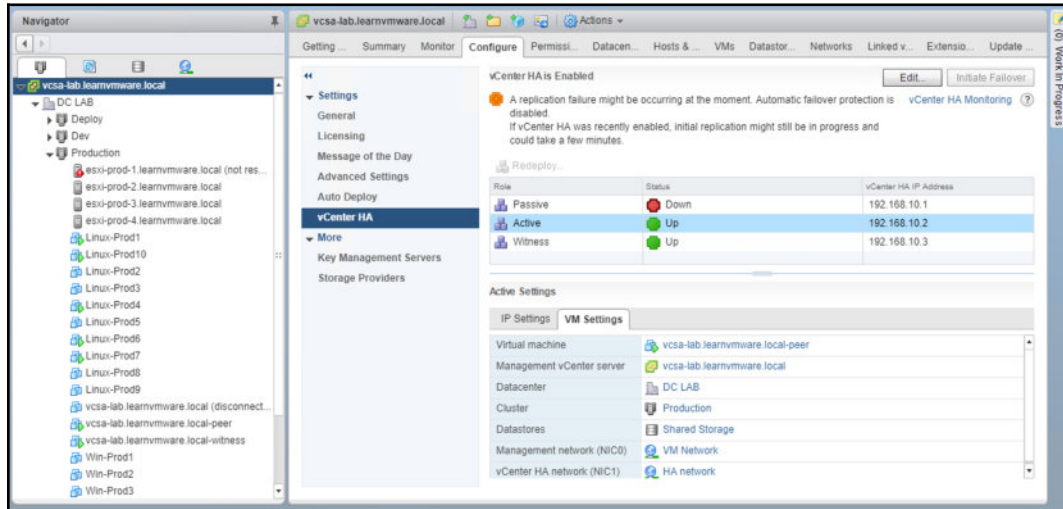 Navigator
vcsa-lab.learnvmware.local
DC LAB
Deploy
Dev
Production
esxi-prod-1.learnvmware.local (not res...
esxi-prod-2.learnvmware.local
esxi-prod-3.learnvmware.local
esxi-prod-4.learnvmware.local
Linux-Prod1
Linux-Prod10
Linux-Prod2
Linux-Prod3
Linux-Prod4
Linux-Prod5
Linux-Prod6
Linux-Prod7
Linux-Prod8
Linux-Prod9
vcsa-lab.learnvmware.local (disconnect...
vcsa-lab.learnvmware.local-peer
vcsa-lab.learnvmware.local-witness
Win-Prod1
Win-Prod2
Win-Prod3
vcsa-lab.learnvmware.local Actions
Getting ... Summary Monitor Configure Permissi... Datacen... Hosts & ... VMs Datastor... Networks Linked v... Extensio... Update ...
Settings
General
Licensing
Message of the Day
Advanced Settings
Auto Deploy
vCenter HA
More
Key Management Servers
Storage Providers
vCenter HA is Enabled Edit... Initiate Failover
A replication failure might be occurring at the moment. Automatic failover protection is vCenter HA Monitoring ?
disabled.
If vCenter HA was recently enabled, initial replication might still be in progress and
could take a few minutes.
Redeploy...
Role Status vCenter HA IP Address
Passive Down 192.168.10.1
Active Up 192.168.10.2
Witness Up 192.168.10.3
Active Settings
IP Settings VM Settings
Virtual machine vcsa-lab.learnvmware.local-peer
Management vCenter server vcsa-lab.learnvmware.local
Datacenter DC LAB
Cluster Production
Datastores Shared Storage
Management network (NIC0) VM Network
vCenter HA network (NIC1) HA network
(0) Work In Progress